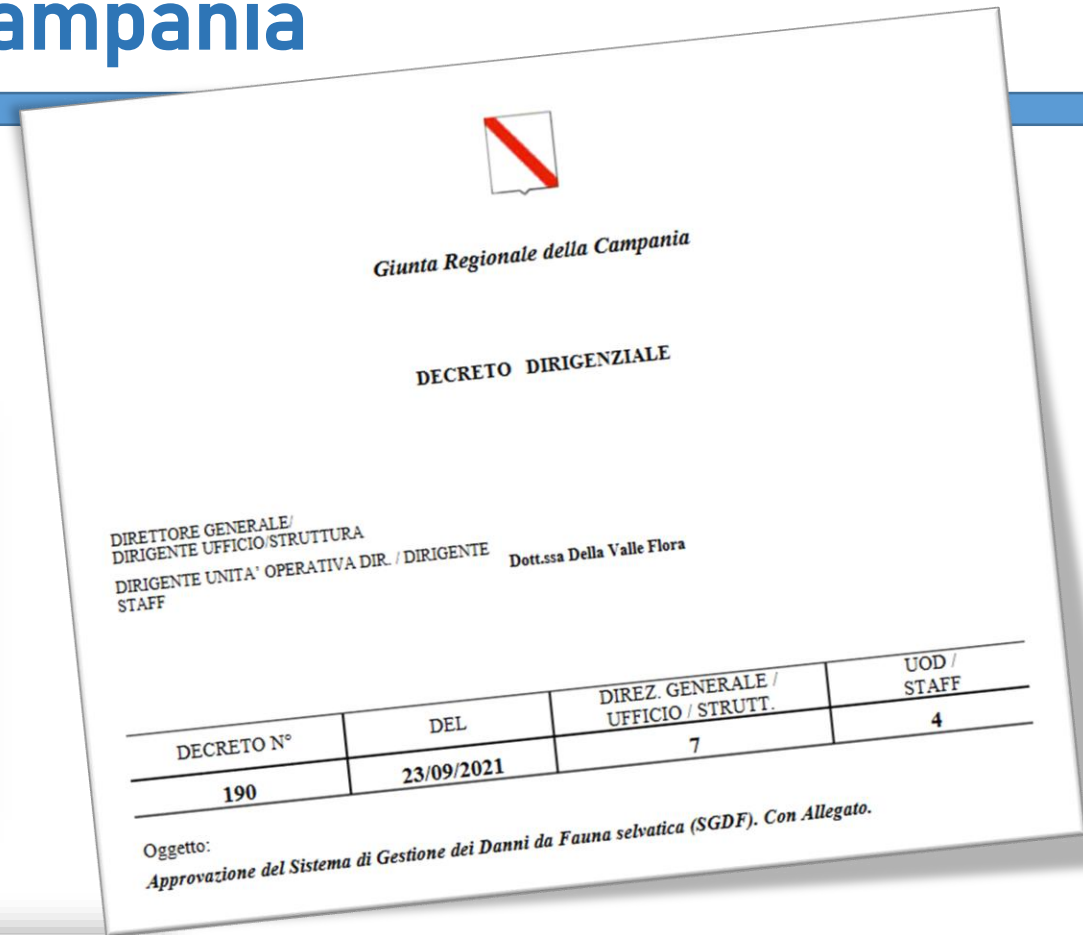 ampania
Giunta Regionale della Campania
DECRETO DIRIGENZIALE
DIRETTORE GENERALE/
DIRIGENTE UFFICIO/STRUTTURA
DIRIGENTE UNITA’ OPERATIVA DIR. / DIRIGENTE
STAFF
Dott.ssa Della Valle Flora
DECRETO N° DEL DIREZ. GENERALE /
UFFICIO / STRUTT. UOD /
STAFF
190 23/09/2021 7 4
Oggetto:
Approvazione del Sistema di Gestione dei Danni da Fauna selvatica (SGDF). Con Allegato.